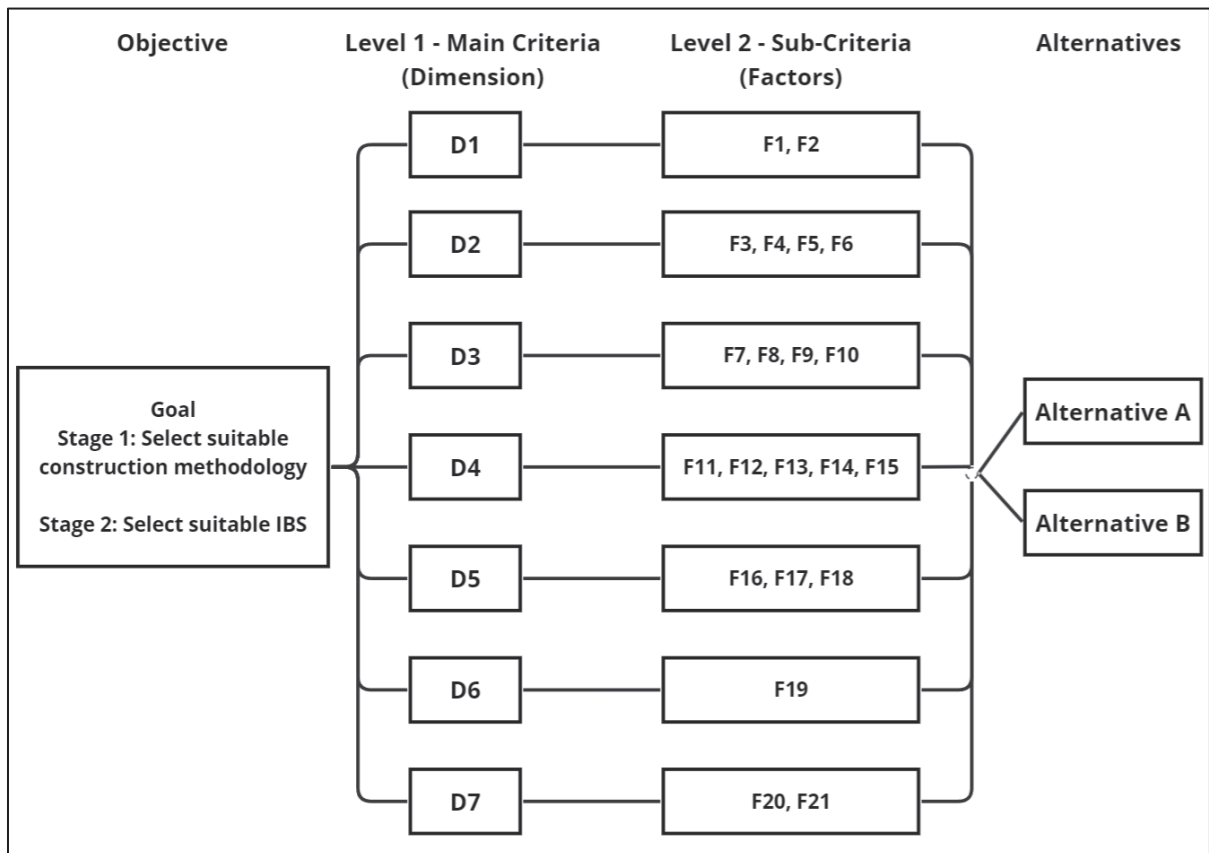 Objective
Level 1 - Main Criteria
(Dimension)
Level 2 - Sub-Criteria
(Factors)
Alternatives
D1
F1, F2
D2
F3, F4, F5, F6
D3
F7, F8, F9, F10
Goal
Stage 1: Select suitable
construction methodology
Stage 2: Select suitable IBS
D4
F11, F12, F13, F14, F15
Alternative A
Alternative B
D5
F16, F17, F18
D6
F19
D7
F20, F21